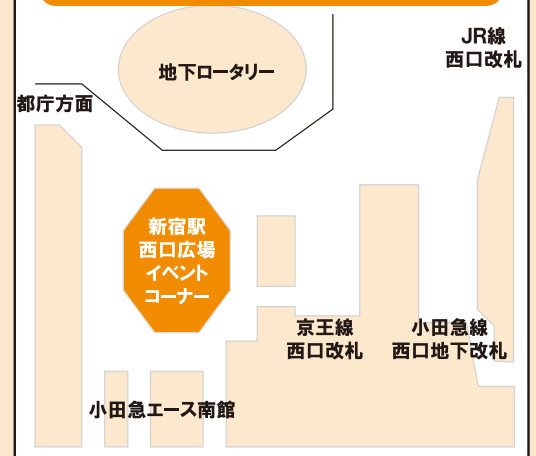 JR線
西口改札
地下ロータリー
都庁方面
新宿駅
西口広場
イベント
コーナー
京王線
西口改札
小田急線
西口地下改札
小田急エース南館